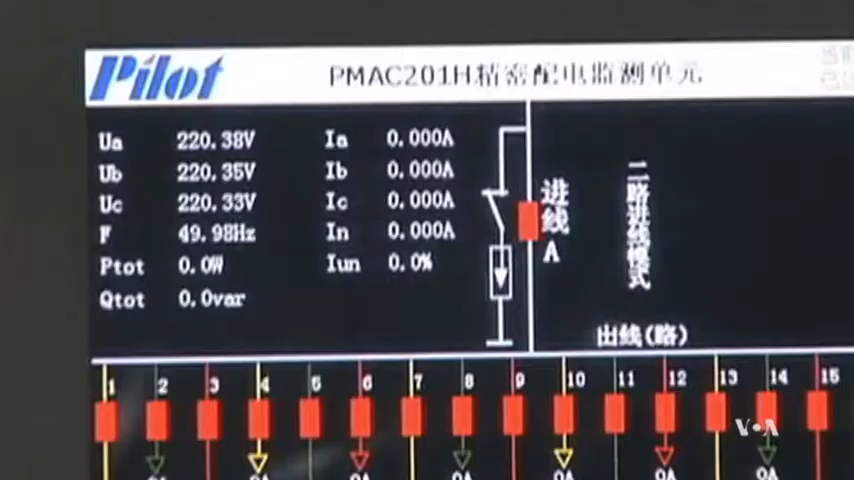 Pilot PMAC201H精密配电监测单元
Ua 220.38V Ia 0.000A
Ub 220.35V Ib 0.000A
Uc 220.33V Ic 0.000A
F 49.98Hz In 0.000A
Ptot 0.0W Iun 0.0%
Qtot 0.0var
进线A
二路进线模式
出线(路)
1 2 3 4 5 6 7 8 9 10 11 12 13 14 15
VOA